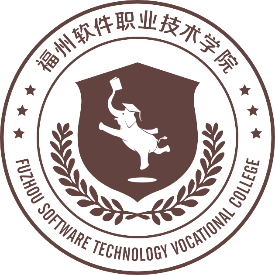 福州软件职业技术学院
FUZHOU SOFTWARE TECHNOLOGY VOCATIONAL COLLEGE